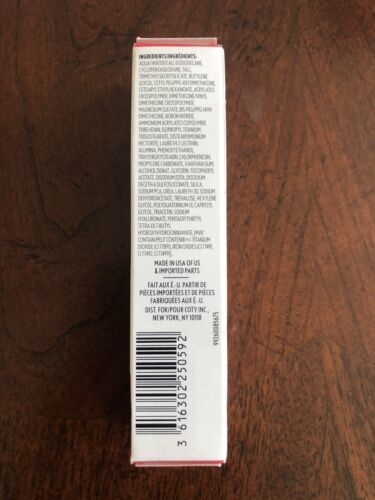 INGREDIENTS/INGRÉDIENTS:
AQUA/WATER/EAU, ISODODECANE,
CYCLOPENTASILOXANE, TALC,
TRIMETHYLSILOXYSILICATE, BUTYLENE
GLYCOL, CETYL PEG/PPG-10/1 DIMETHICONE,
CETEARYL ETHYLHEXANOATE, ACRYLATES
CROSSPOLYMER, DIMETHICONE/VINYL
DIMETHICONE CROSSPOLYMER,
MAGNESIUM SULFATE, BIS-PEG/PPG-14/14
DIMETHICONE, BORON NITRIDE,
AMMONIUM ACRYLATES COPOLYMER,
TRIBEHENIN, ISOPROPYL TITANIUM
TRIISOSTEARATE, DISTEARDIMONIUM
HECTORITE, LAURETH-7, LECITHIN,
ALUMINA, PHENOXYETHANOL,
TRIHYDROXYSTEARIN, CHLORPHENESIN,
PROPYLENE CARBONATE, XANTHAN GUM,
ALCOHOL DENAT., GLYCERIN, TOCOPHERYL
ACETATE, DISODIUM EDTA, DISODIUM
DECETH-6 SULFOSUCCINATE, SILICA,
SODIUM PCA, UREA, LAURETH-30, SODIUM
DEHYDROACETATE, TREHALOSE, HEXYLENE
GLYCOL, POLYQUATERNIUM-51, CAPRYLYL
GLYCOL, TRIACETIN, SODIUM
HYALURONATE, PENTAERYTHRITYL
TETRA-DI-T-BUTYL
HYDROXYHYDROCINNAMATE, [MAY
CONTAIN/PEUT CONTENIR/+/-:TITANIUM
DIOXIDE (CI 77891), IRON OXIDES (CI 77491,
CI 77492, CI 77499)].
MADE IN USA OF US
& IMPORTED PARTS
FAIT AUX É.-U. PARTIR DE
PIÈCES IMPORTÉES ET DE PIÈCES
FABRIQUÉES AUX É.-U.
DIST. FOR/POUR COTY INC.,
NEW YORK, NY 10118
99260085675
3 616302 250592